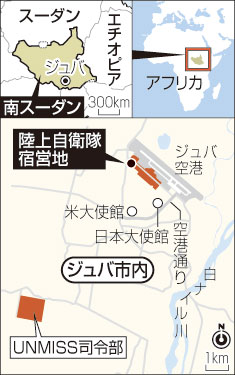 スーダン
エチオピア
ジュバ
南スーダン
300km
アフリカ
陸上自衛隊
宿営地
ジュバ
空港
米大使館
日本大使館
空港通り
白ナイル川
ジュバ市内
UNMISS司令部
N
1km